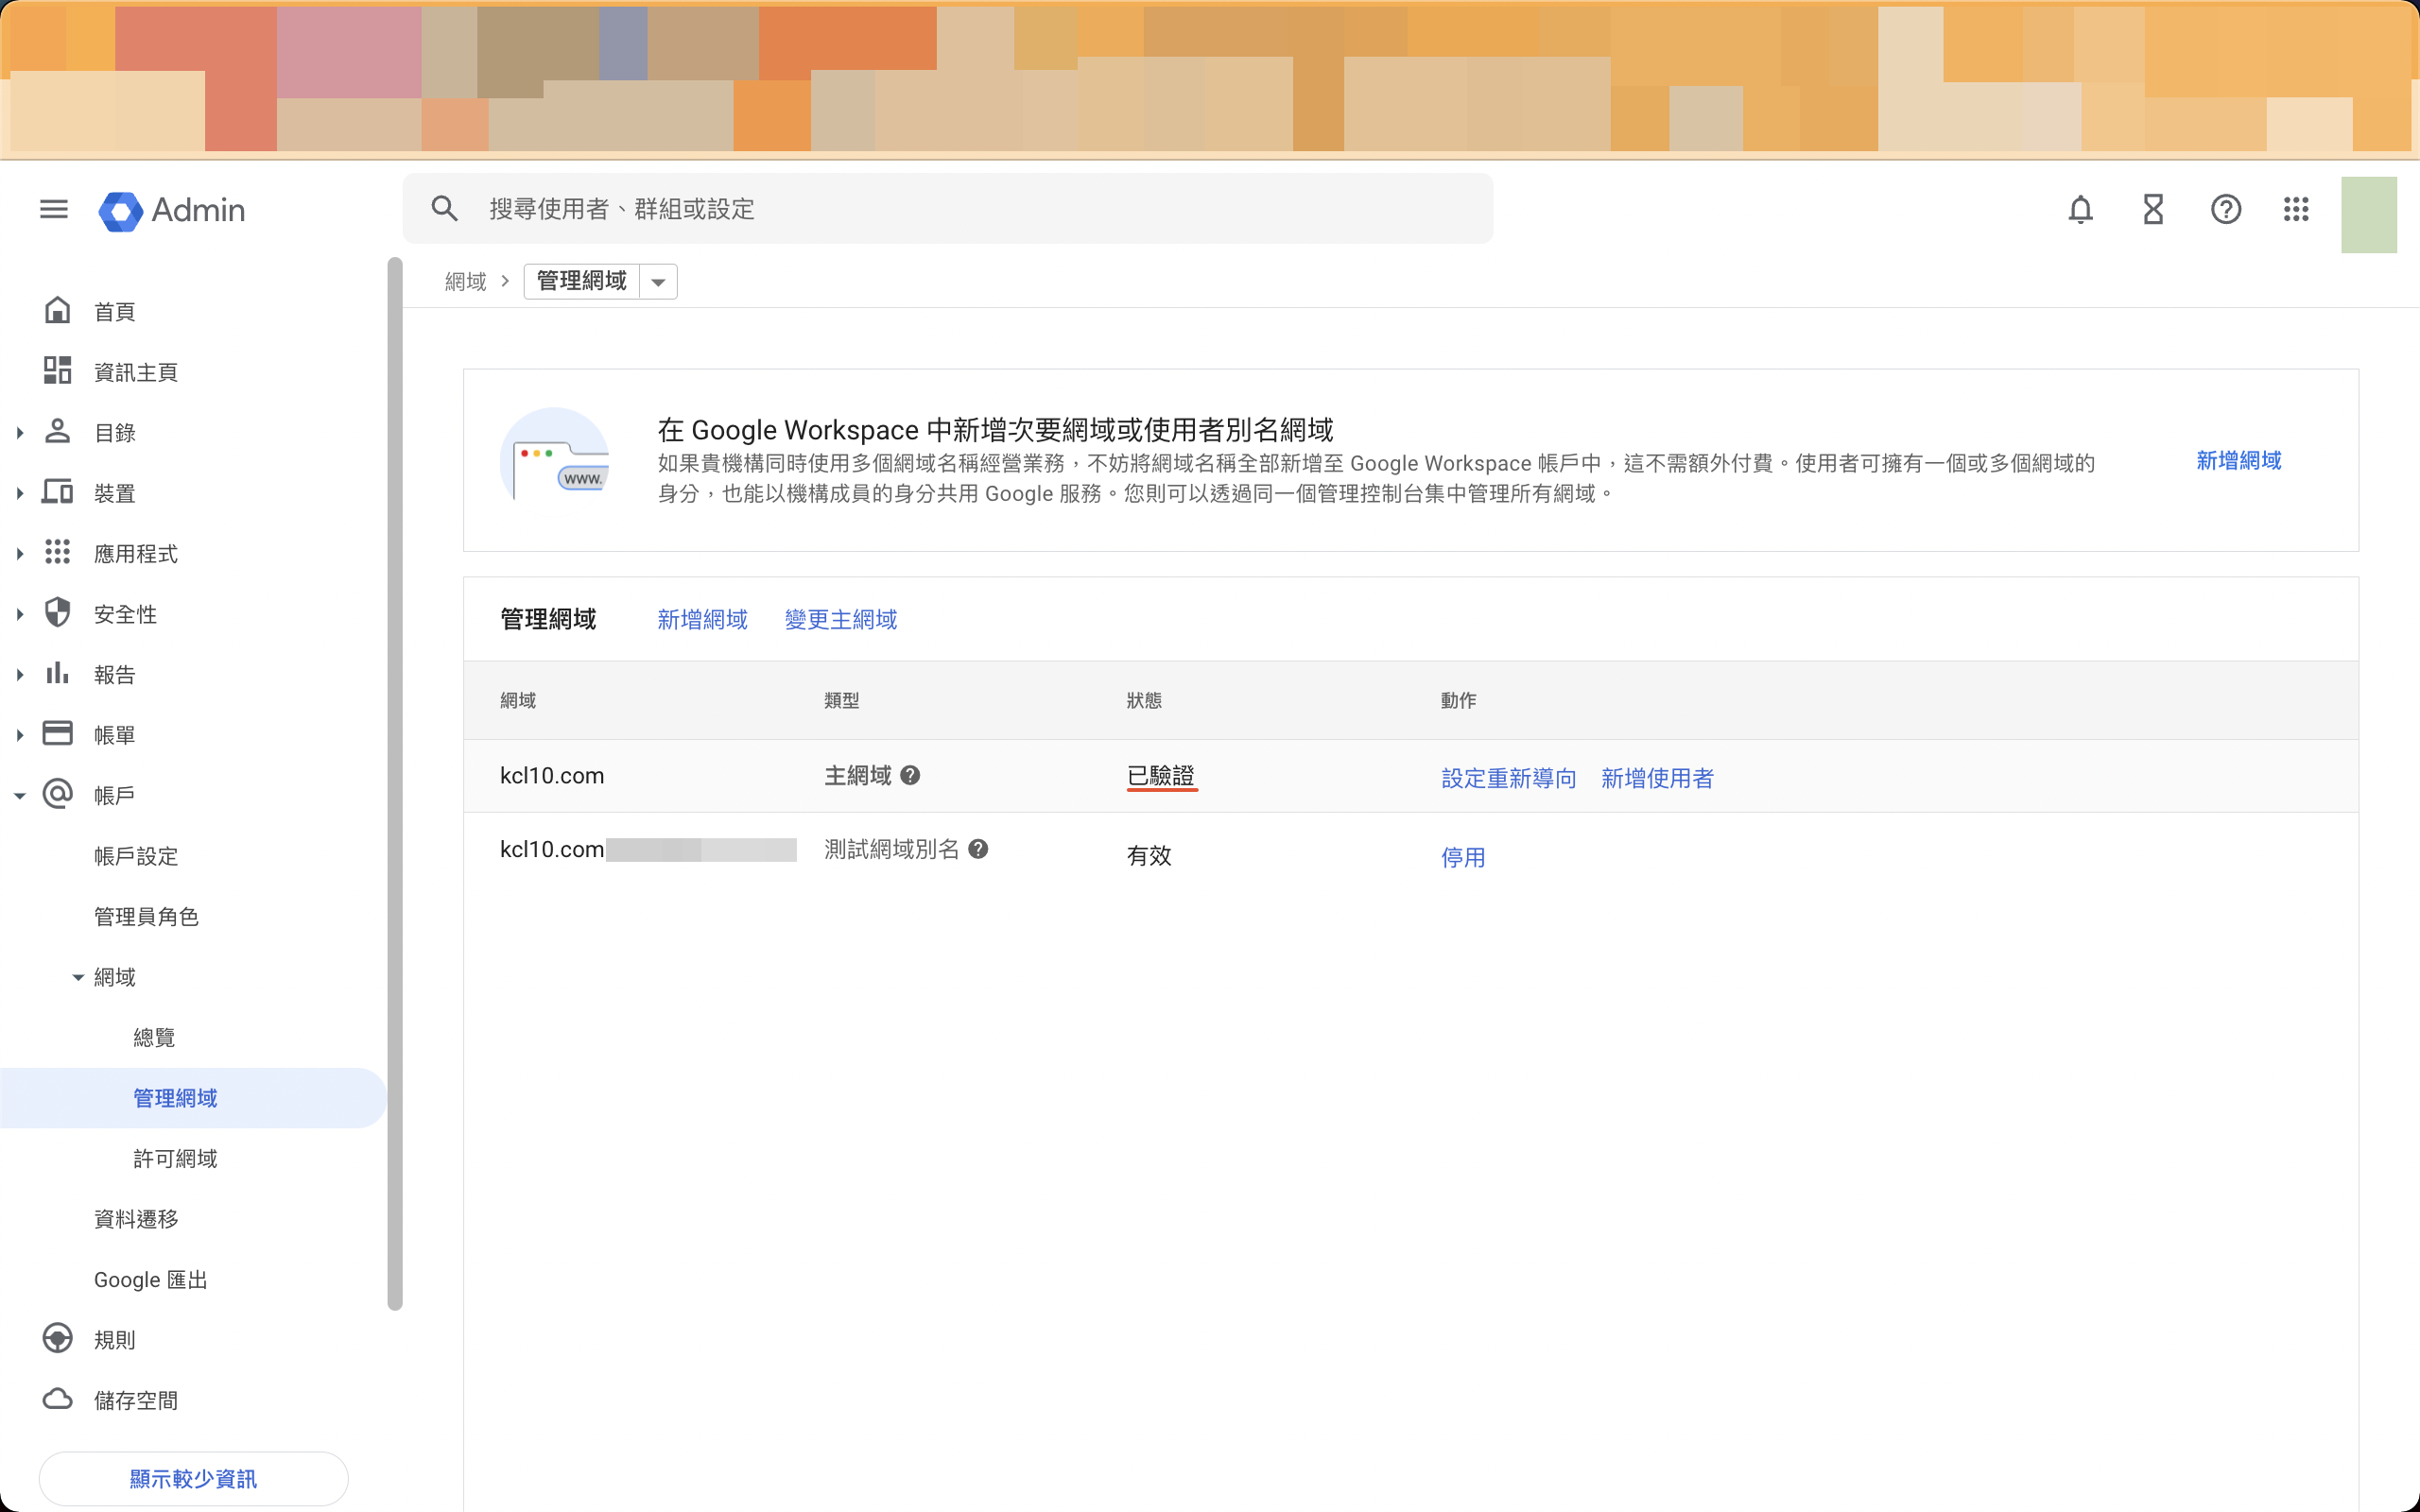 Admin
搜尋使用者、群組或設定
網域 > 管理網域
首頁
資訊主頁
目錄
裝置
應用程式
安全性
報告
帳單
帳戶
帳戶設定
管理員角色
網域
總覽
管理網域
許可網域
資料遷移
Google 匯出
規則
儲存空間
顯示較少資訊
www.
在 Google Workspace 中新增次要網域或使用者別名網域
如果貴機構同時使用多個網域名稱經營業務，不妨將網域名稱全部新增至 Google Workspace 帳戶中，這不需額外付費。使用者可擁有一個或多個網域的
身分，也能以機構成員的身分共用 Google 服務。您則可以透過同一個管理控制台集中管理所有網域。
新增網域
管理網域 新增網域 變更主網域
網域 類型 狀態 動作
kcl10.com 主網域 已驗證 設定重新導向 新增使用者
kcl10.com 測試網域別名 有效 停用